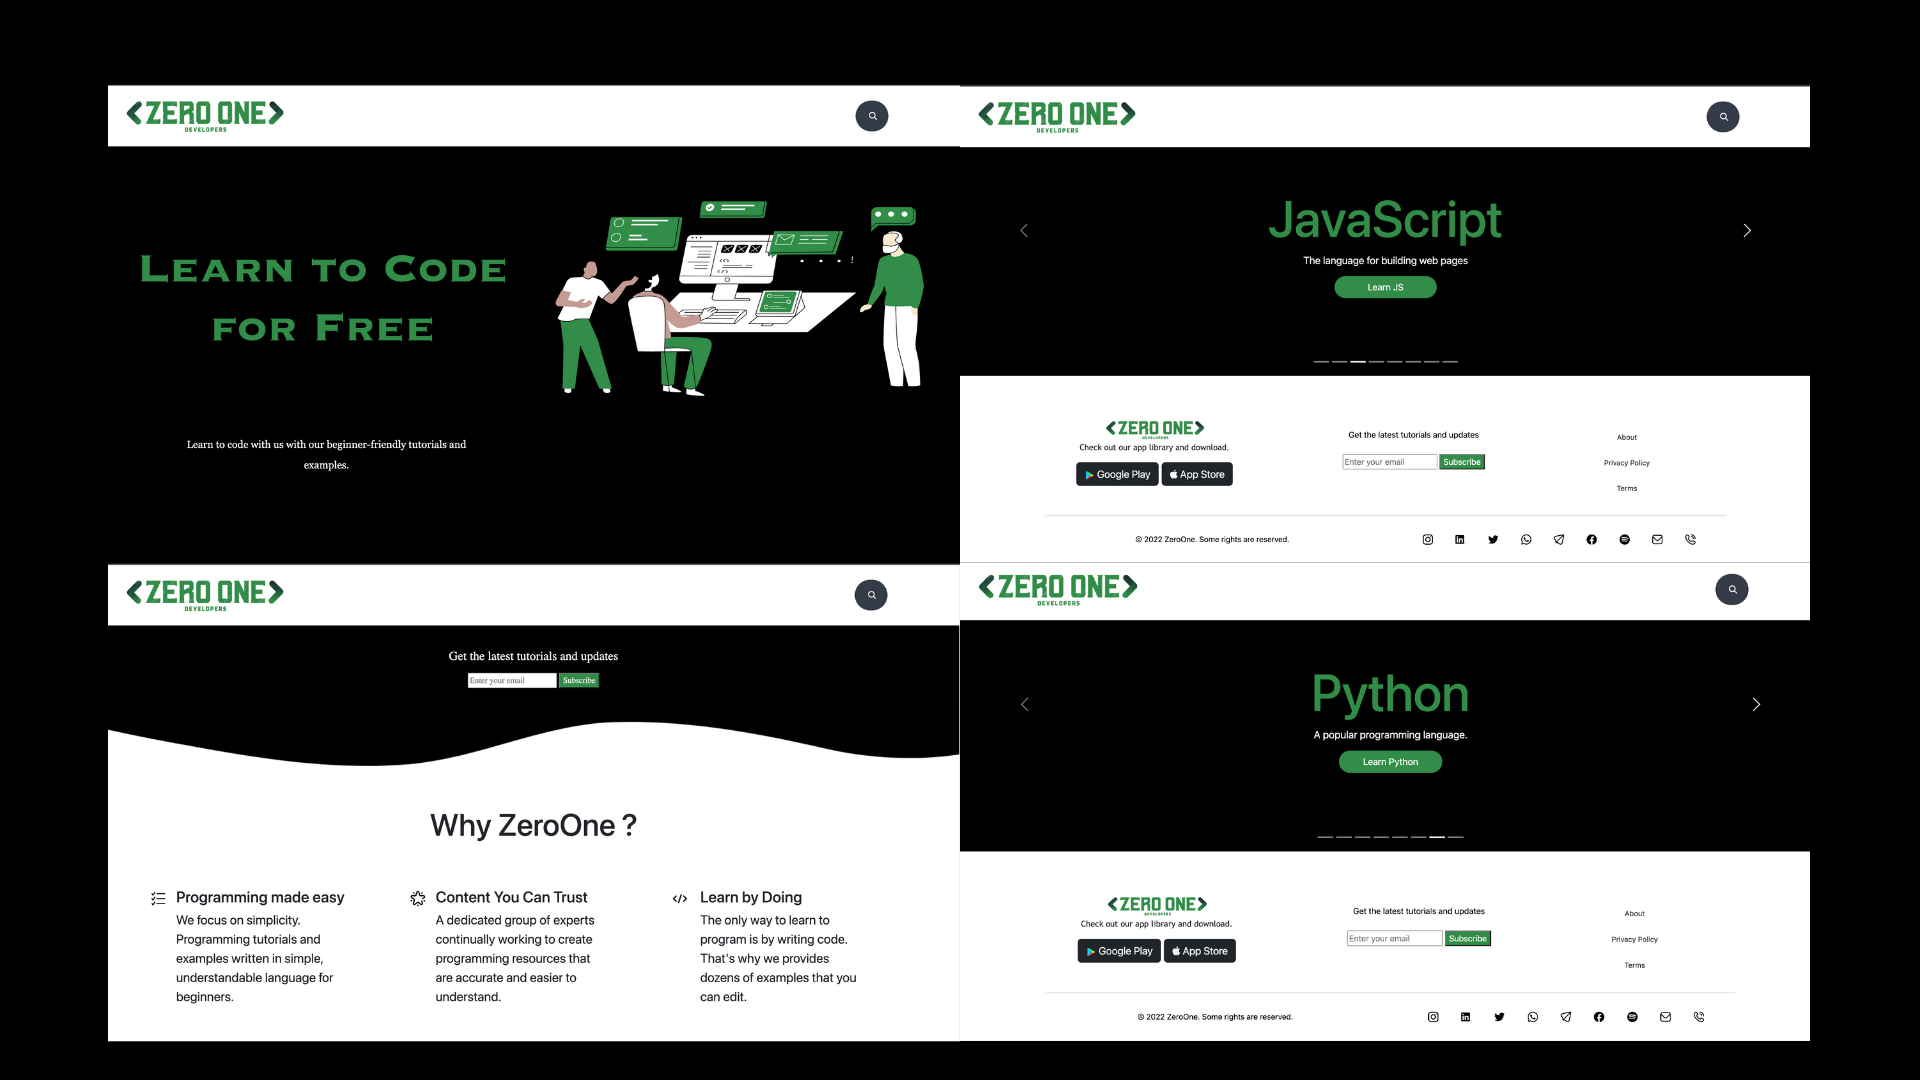 ZERO ONE
DEVELOPERS
Learn to Code
for Free
Learn to code with us with our beginner-friendly tutorials and
examples.
ZERO ONE
DEVELOPERS
JavaScript
The language for building web pages
Learn JS
ZERO ONE
DEVELOPERS
Check out our app library and download.
Google Play
App Store
Get the latest tutorials and updates
Enter your email
Subscribe
About
Privacy Policy
Terms
© 2022 ZeroOne. Some rights are reserved.
ZERO ONE
DEVELOPERS
Get the latest tutorials and updates
Enter your email
Subscribe
Why ZeroOne ?
Programming made easy
We focus on simplicity.
Programming tutorials and
examples written in simple,
understandable language for
beginners.
Content You Can Trust
A dedicated group of experts
continually working to create
programming resources that
are accurate and easier to
understand.
Learn by Doing
The only way to learn to
program is by writing code.
That's why we provides
dozens of examples that you
can edit.
ZERO ONE
DEVELOPERS
Python
A popular programming language.
Learn Python
ZERO ONE
DEVELOPERS
Check out our app library and download.
Google Play
App Store
Get the latest tutorials and updates
Enter your email
Subscribe
About
Privacy Policy
Terms
© 2022 ZeroOne. Some rights are reserved.